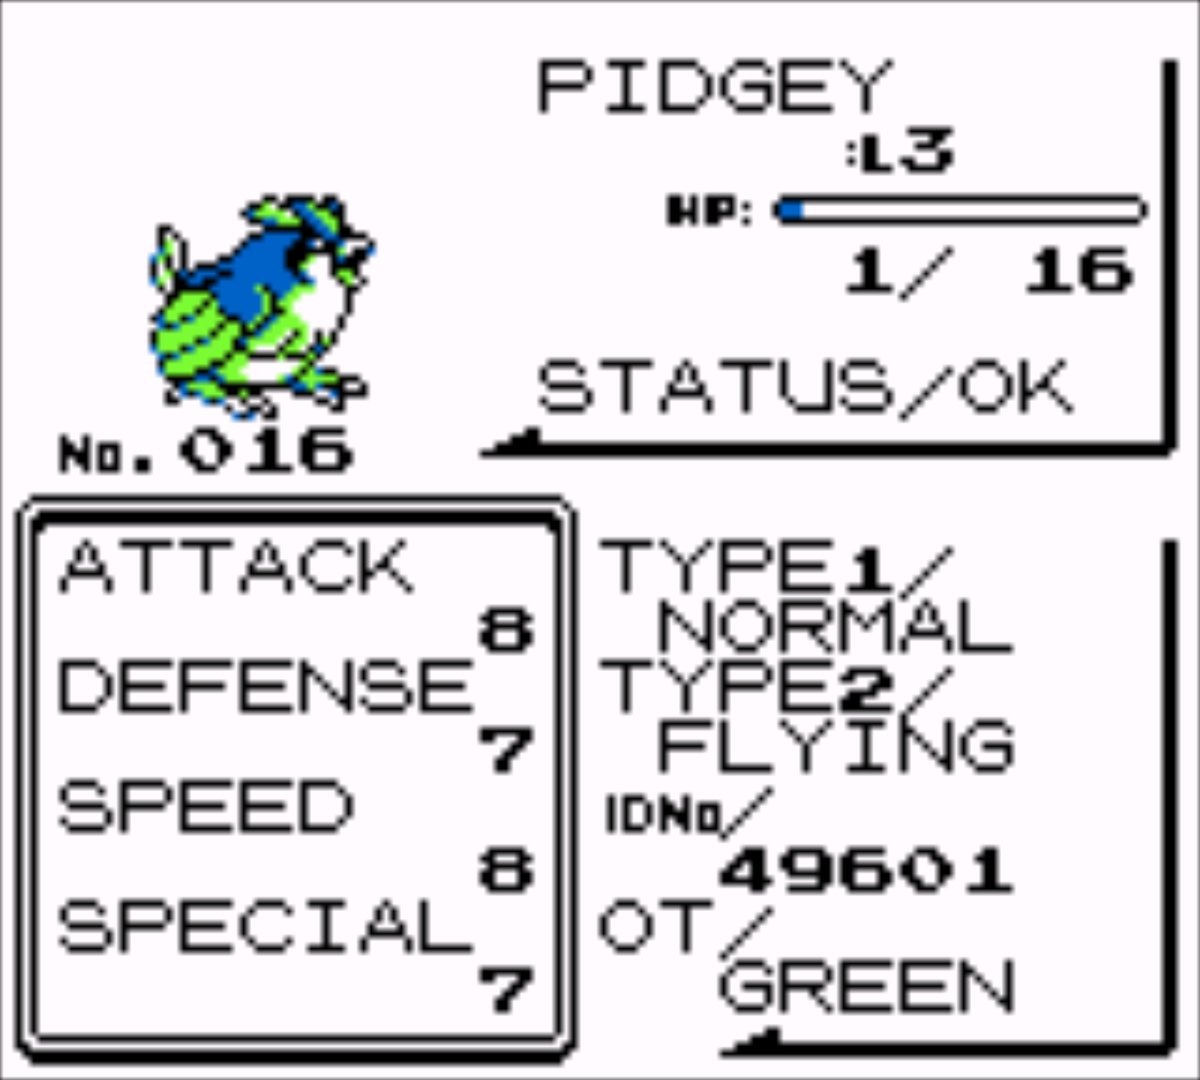 PIDGEY
:L3
HP:
1/ 16
STATUS/OK
No.016
ATTACK
8
DEFENSE
7
SPEED
8
SPECIAL
7
TYPE1/
NORMAL
TYPE2/
FLYING
IDNo/
49601
OT/
GREEN